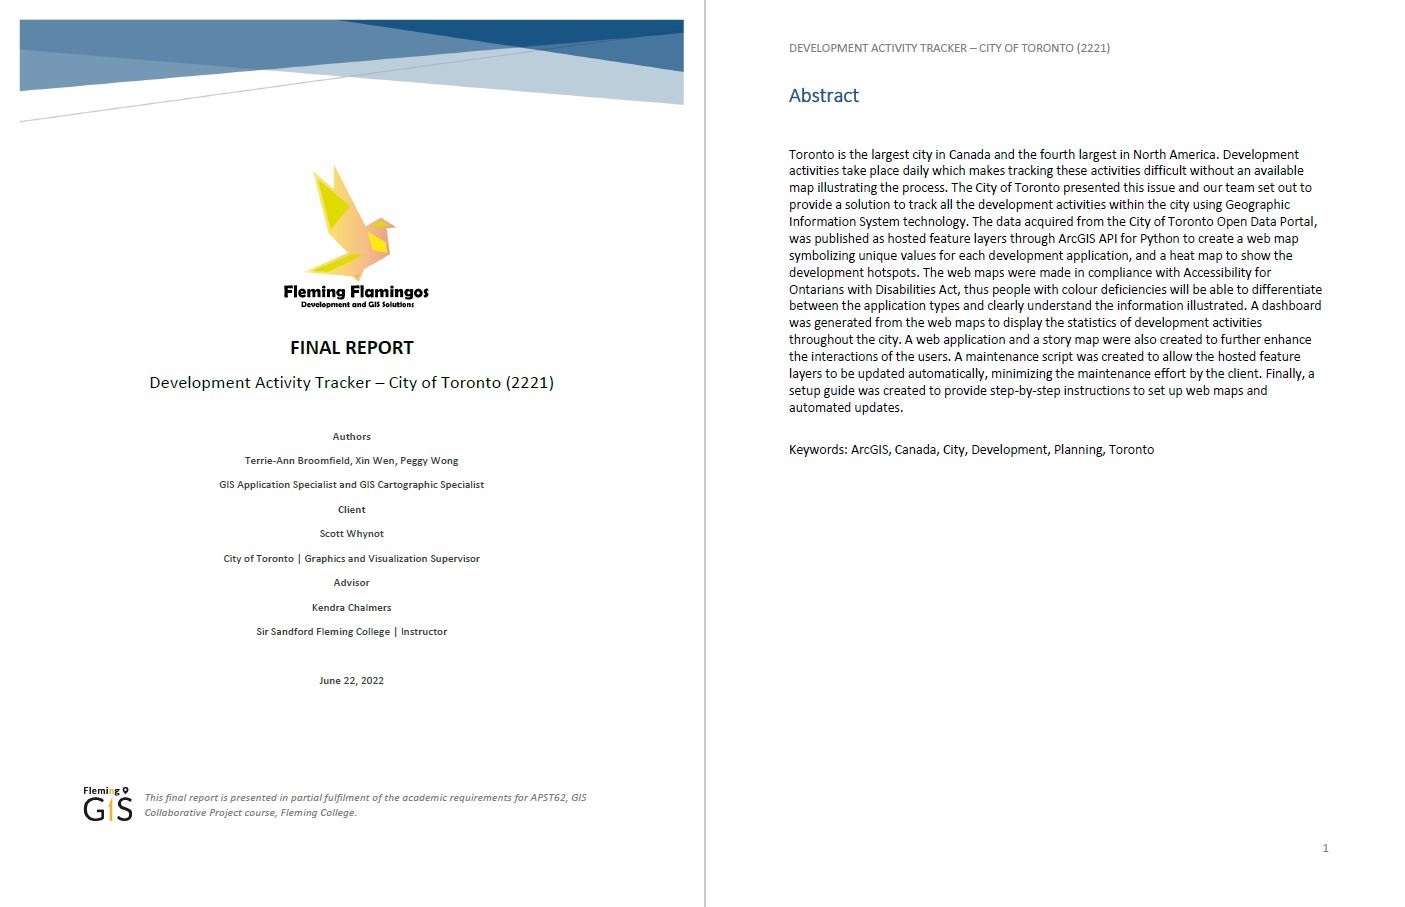 Fleming Flamingos
Development and GIS Solutions
FINAL REPORT
Development Activity Tracker – City of Toronto (2221)
Authors
Terrie-Ann Broomfield, Xin Wen, Peggy Wong
GIS Application Specialist and GIS Cartographic Specialist
Client
Scott Whynot
City of Toronto | Graphics and Visualization Supervisor
Advisor
Kendra Chalmers
Sir Sandford Fleming College | Instructor
June 22, 2022
Fleming
GIS
This final report is presented in partial fulfilment of the academic requirements for APST62, GIS
Collaborative Project course, Fleming College.
DEVELOPMENT ACTIVITY TRACKER – CITY OF TORONTO (2221)
Abstract
Toronto is the largest city in Canada and the fourth largest in North America. Development
activities take place daily which makes tracking these activities difficult without an available
map illustrating the process. The City of Toronto presented this issue and our team set out to
provide a solution to track all the development activities within the city using Geographic
Information System technology. The data acquired from the City of Toronto Open Data Portal,
was published as hosted feature layers through ArcGIS API for Python to create a web map
symbolizing unique values for each development application, and a heat map to show the
development hotspots. The web maps were made in compliance with Accessibility for
Ontarians with Disabilities Act, thus people with colour deficiencies will be able to differentiate
between the application types and clearly understand the information illustrated. A dashboard
was generated from the web maps to display the statistics of development activities
throughout the city. A web application and a story map were also created to further enhance
the interactions of the users. A maintenance script was created to allow the hosted feature
layers to be updated automatically, minimizing the maintenance effort by the client. Finally, a
setup guide was created to provide step-by-step instructions to set up web maps and
automated updates.
Keywords: ArcGIS, Canada, City, Development, Planning, Toronto
1